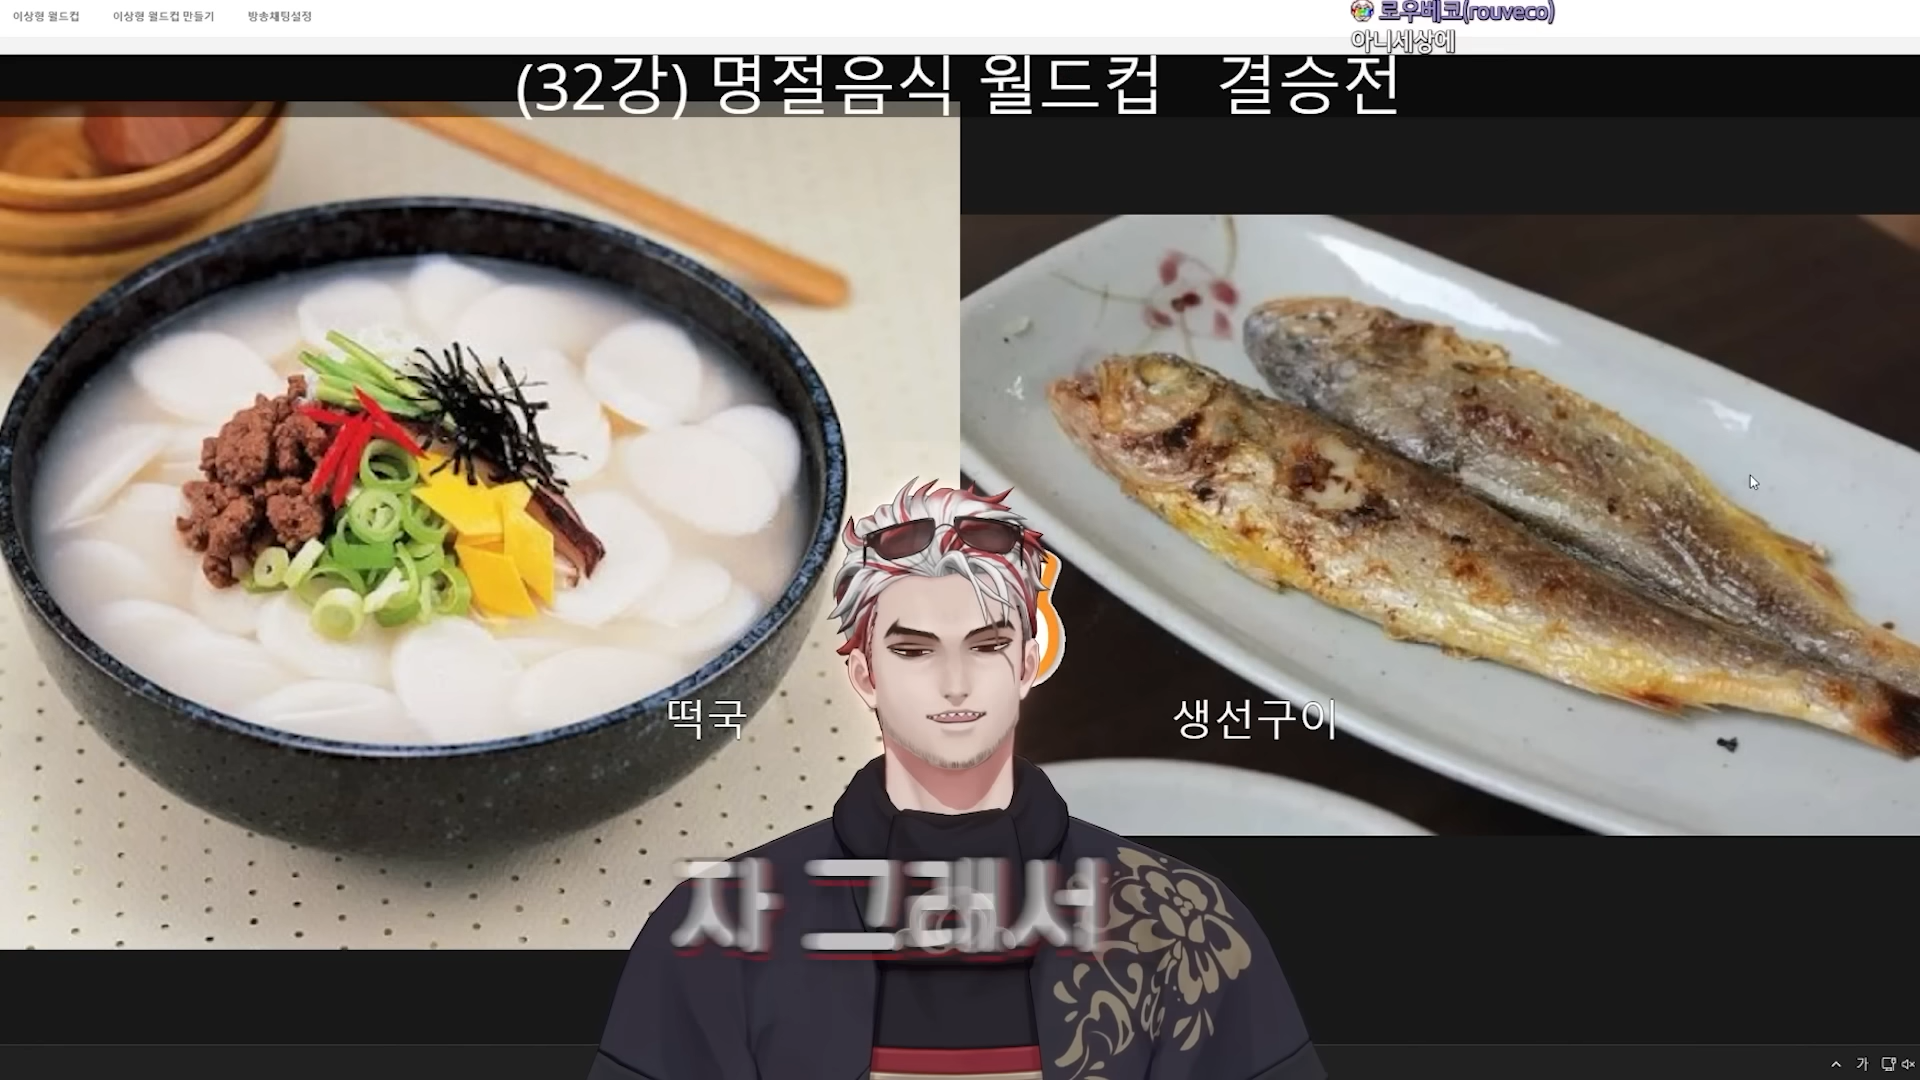 이상형 월드컵 이상형 월드컵 만들기 방송채팅설정
로우베코(rouveco)
아니세상에
(32강) 명절음식 월드컵 결승전
떡국
생선구이
자 그래서
가